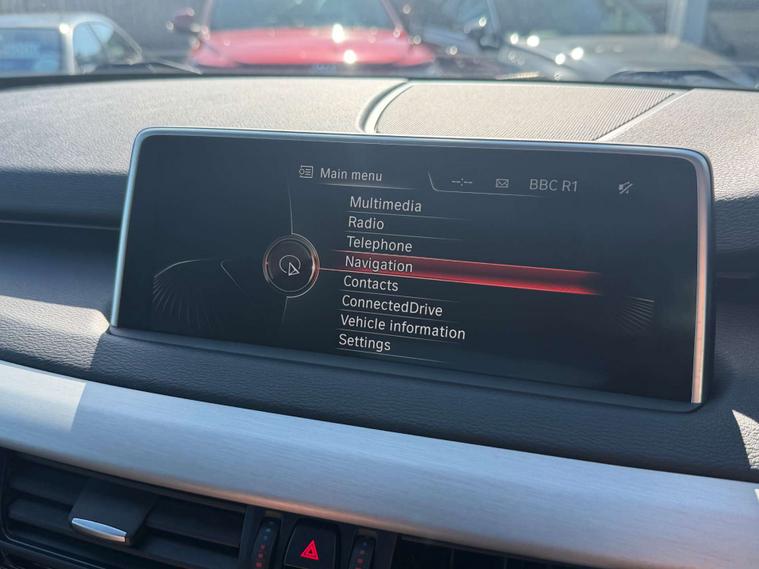 Main menu
--:-- BBC R1
Multimedia
Radio
Telephone
Navigation
Contacts
ConnectedDrive
Vehicle information
Settings